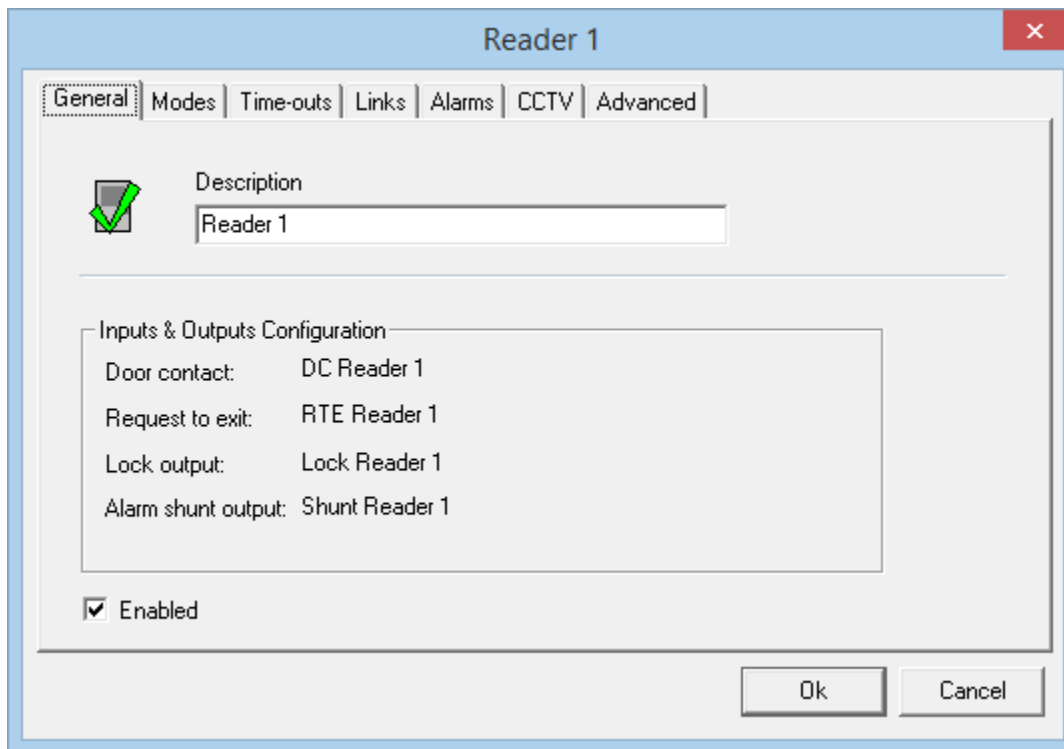 Reader 1
General Modes Time-outs Links Alarms CCTV Advanced
Description
Reader 1
Inputs & Outputs Configuration
Door contact: DC Reader 1
Request to exit: RTE Reader 1
Lock output: Lock Reader 1
Alarm shunt output: Shunt Reader 1
Enabled
Ok Cancel